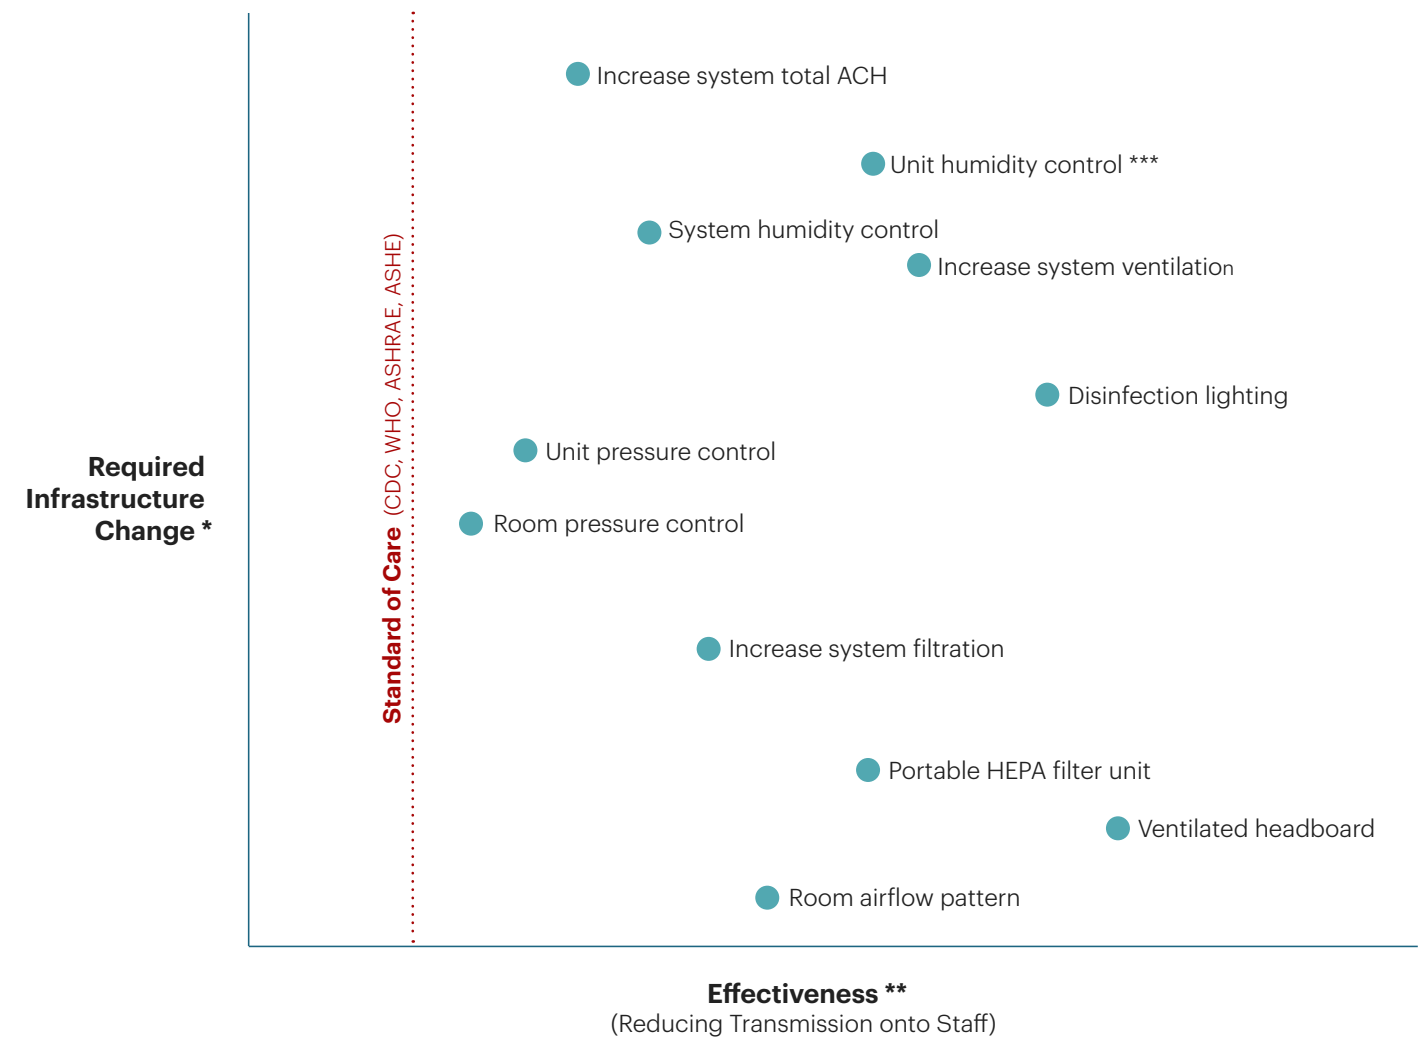 Increase system total ACH
Unit humidity control ***
System humidity control
Increase system ventilation
Disinfection lighting
Unit pressure control
Room pressure control
Increase system filtration
Portable HEPA filter unit
Ventilated headboard
Room airflow pattern
Standard of Care (CDC, WHO, ASHRAE, ASHE)
Required
Infrastructure
Change *
Effectiveness **
(Reducing Transmission onto Staff)